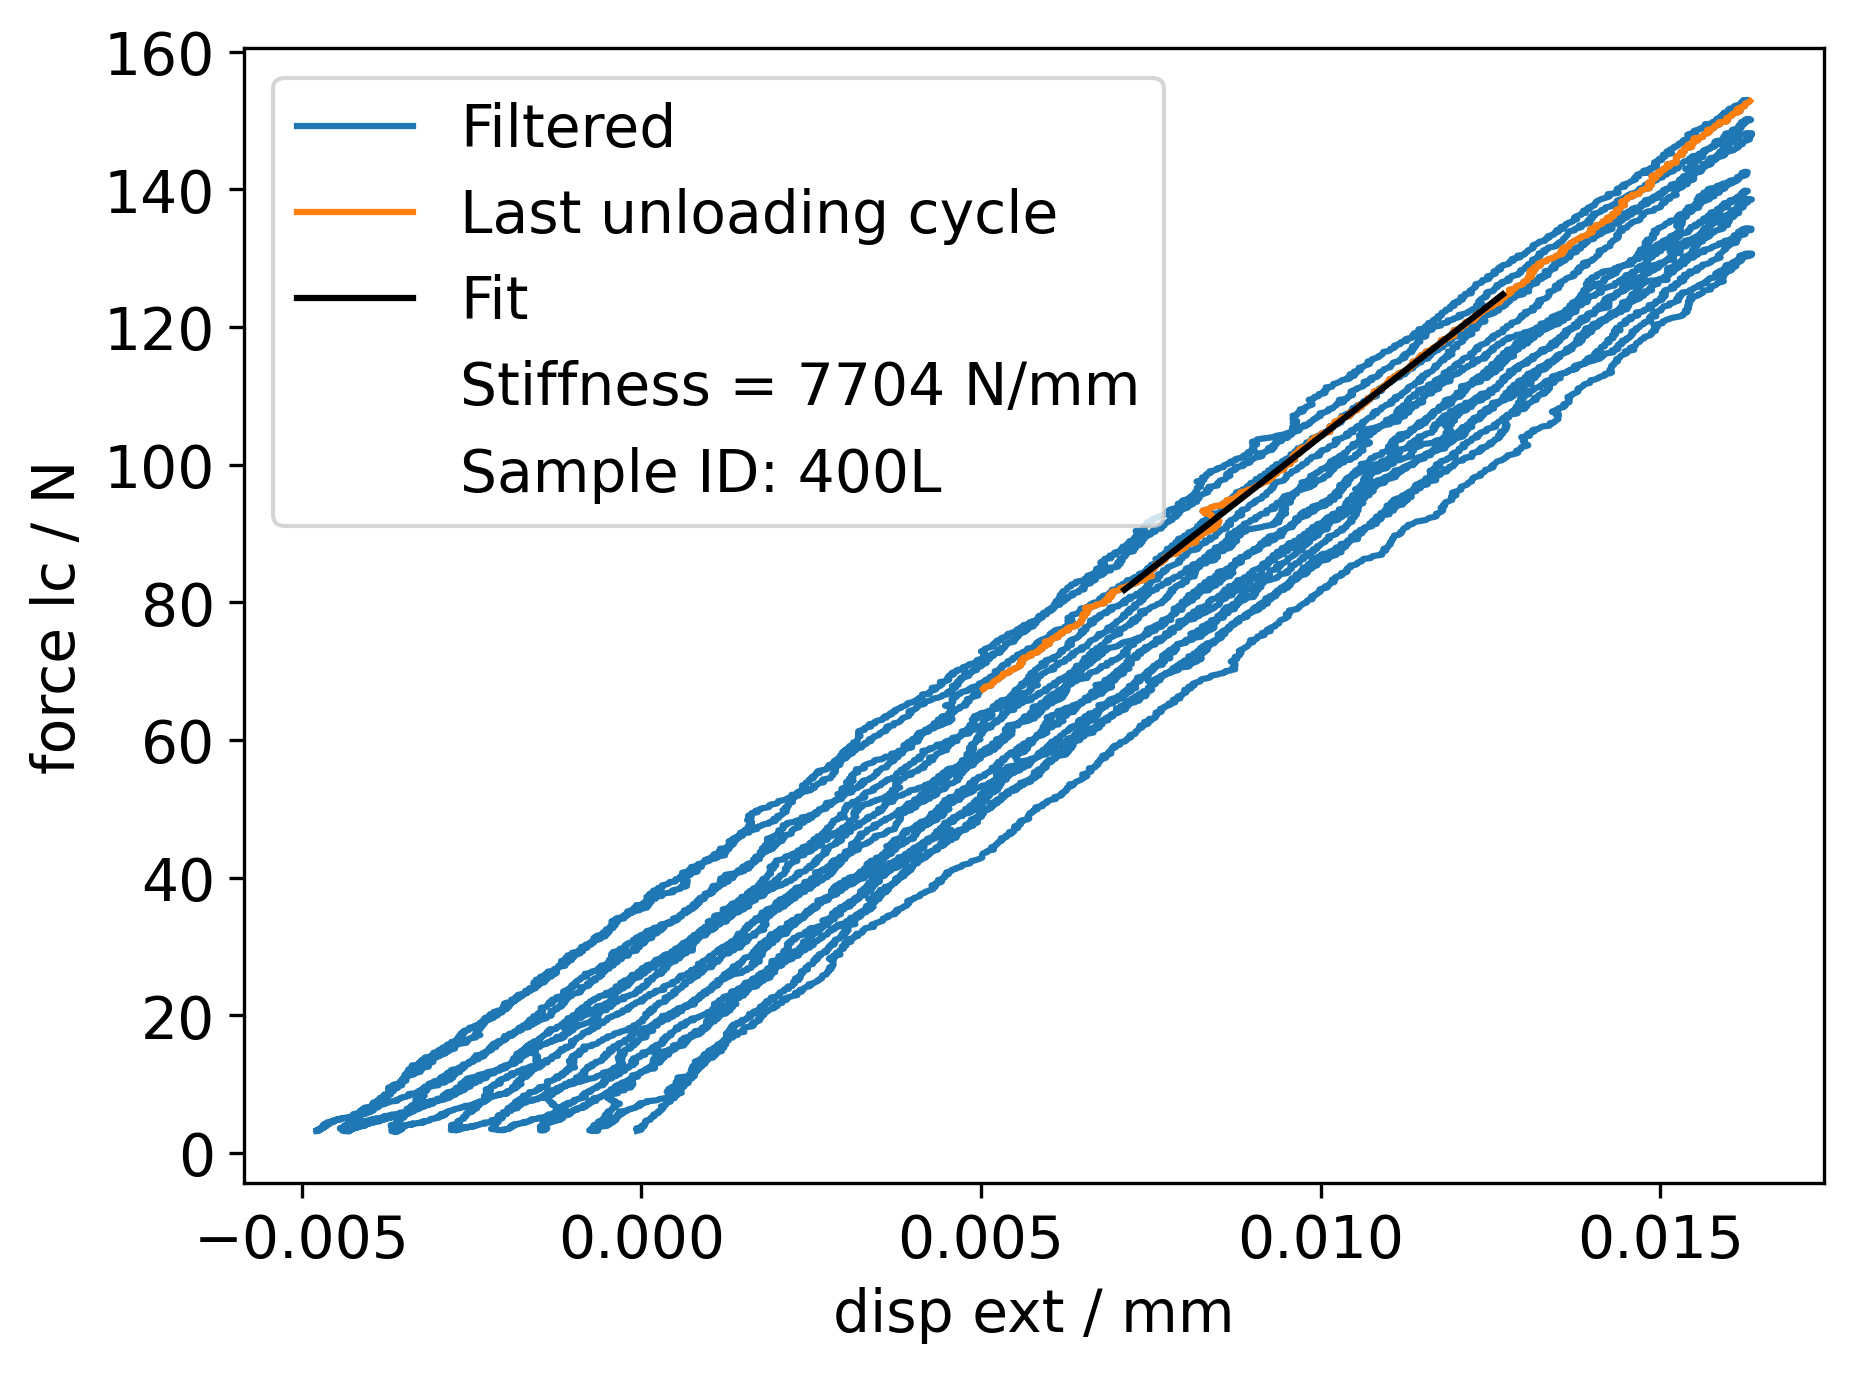 160
140
120
100
80
60
40
20
0
force lc / N
Filtered
Last unloading cycle
Fit
Stiffness = 7704 N/mm
Sample ID: 400L
−0.005 0.000 0.005 0.010 0.015
disp ext / mm